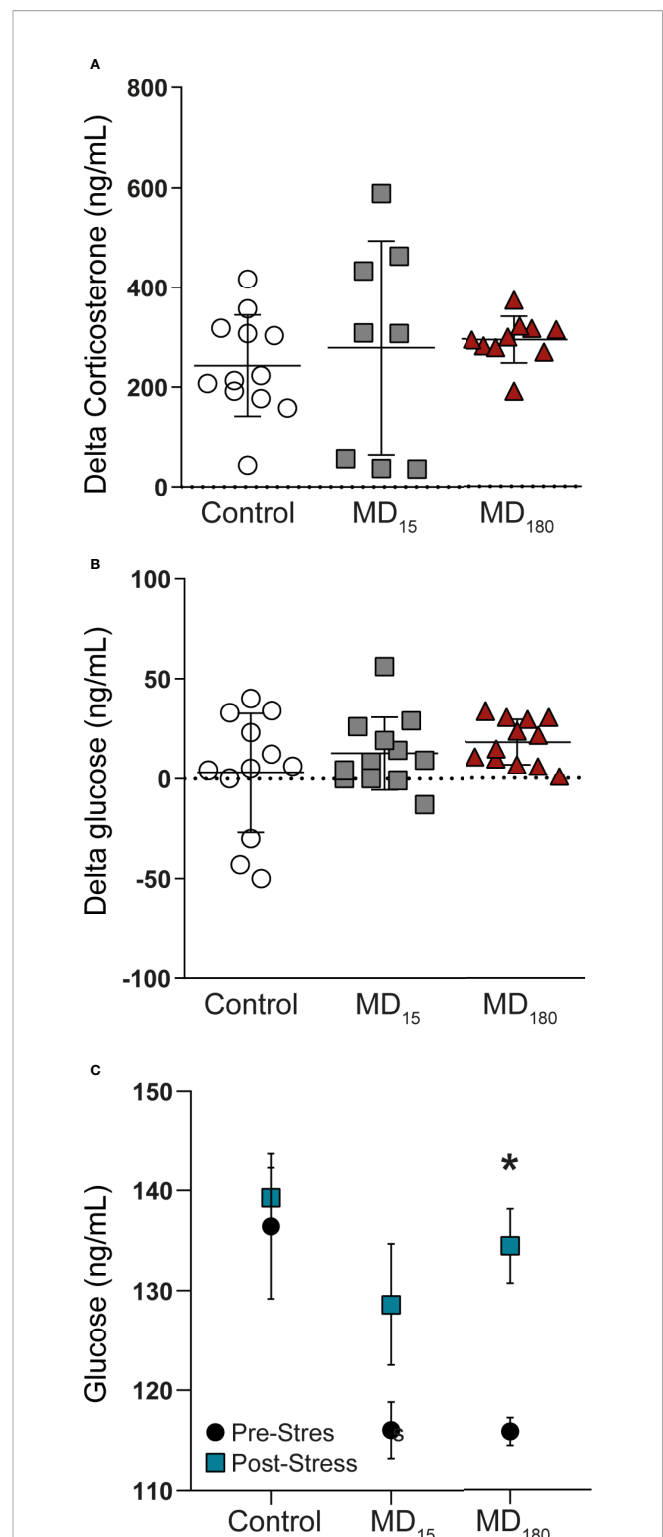 A
800
600
400
200
0
Delta Corticosterone (ng/mL)
Control MD15 MD180
B
100
50
0
-50
-100
Delta glucose (ng/mL)
Control MD15 MD180
C
150
140
130
120
110
Glucose (ng/mL)
*
Pre-Stress
Post-Stress
Control MD15 MD180